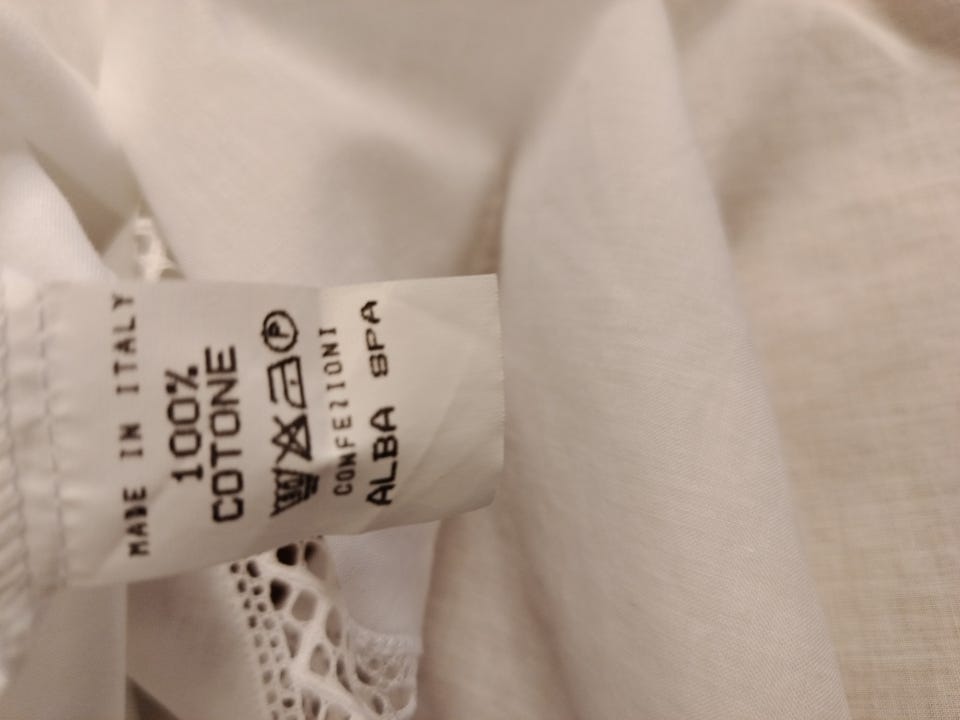 MADE IN ITALY
100%
COTONE
P
CONFEZIONI
ALBA SPA